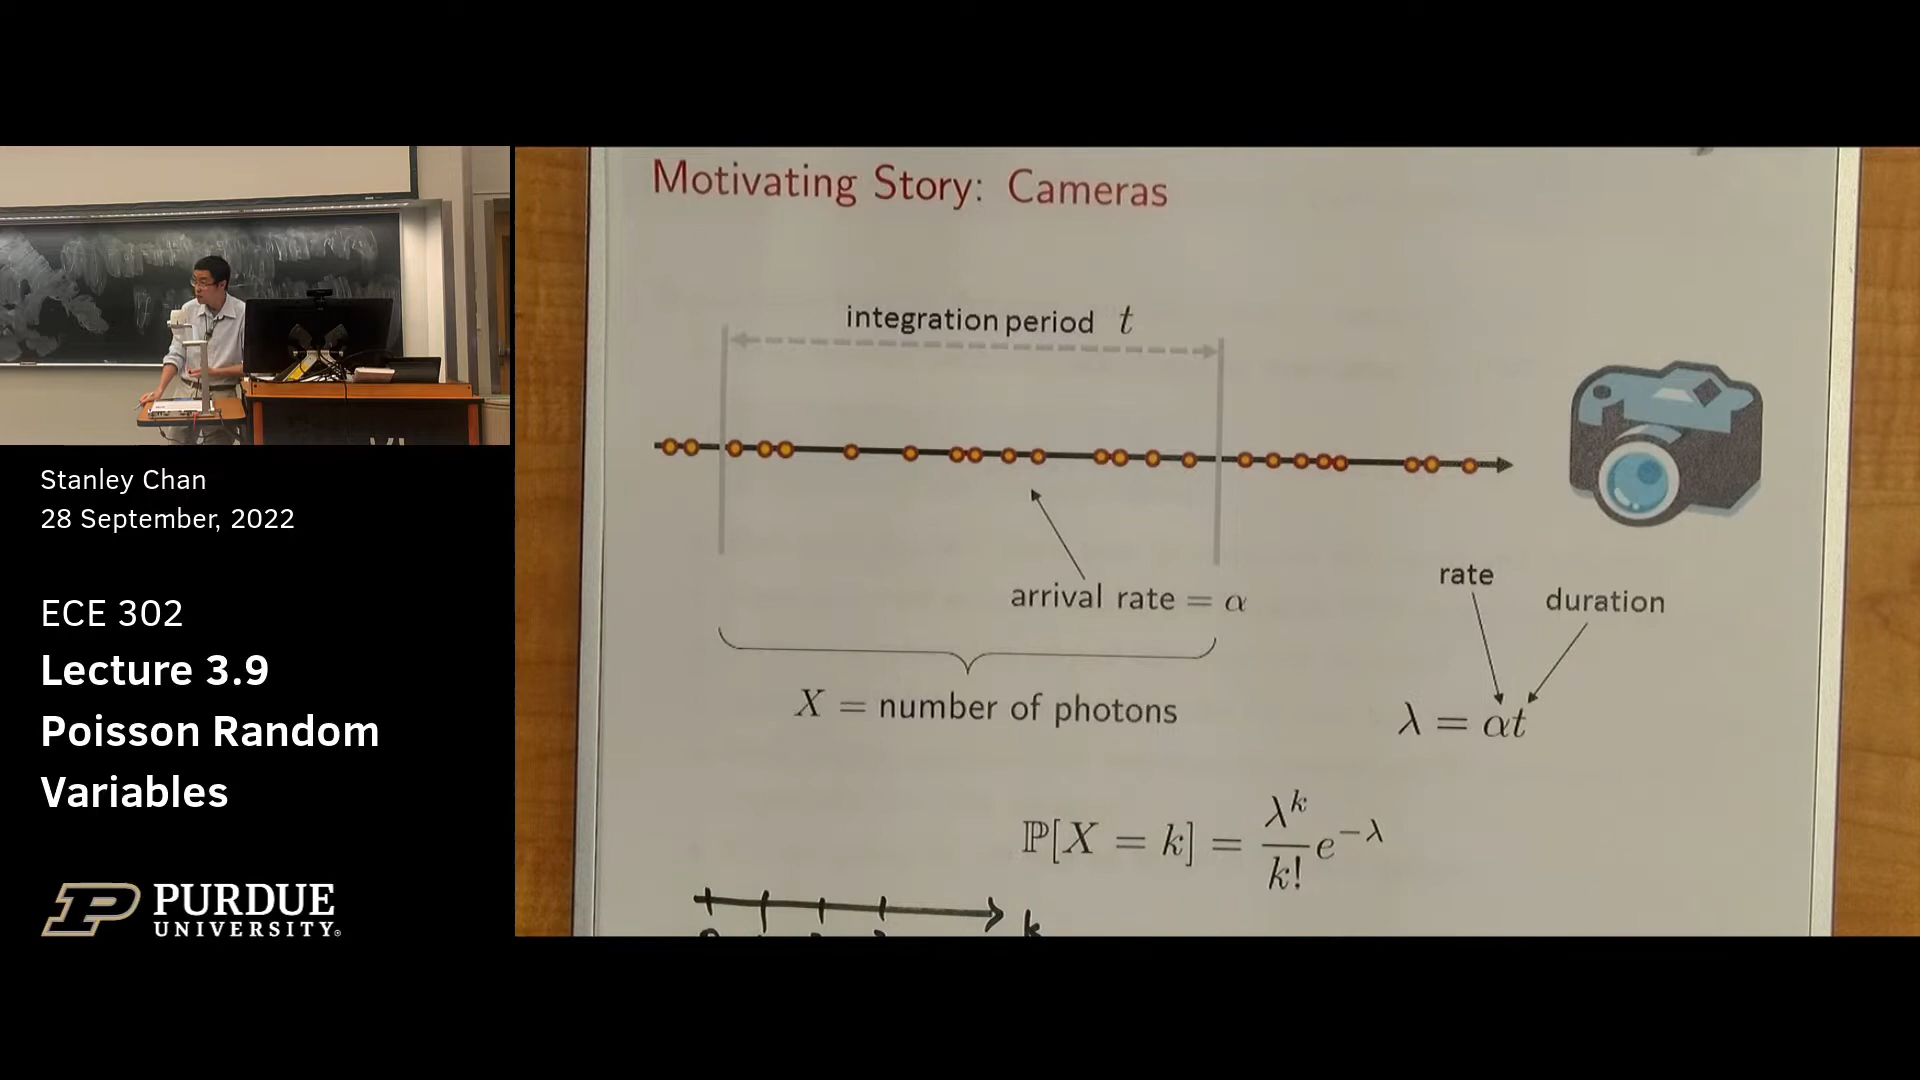 Stanley Chan
28 September, 2022
ECE 302
Lecture 3.9
Poisson Random
Variables
PURDUE
UNIVERSITY®
Motivating Story: Cameras
integration period t
arrival rate = α
X = number of photons
rate
duration
λ = αt
ℙ[X = k] = λ^k/k! e^{−λ}
k